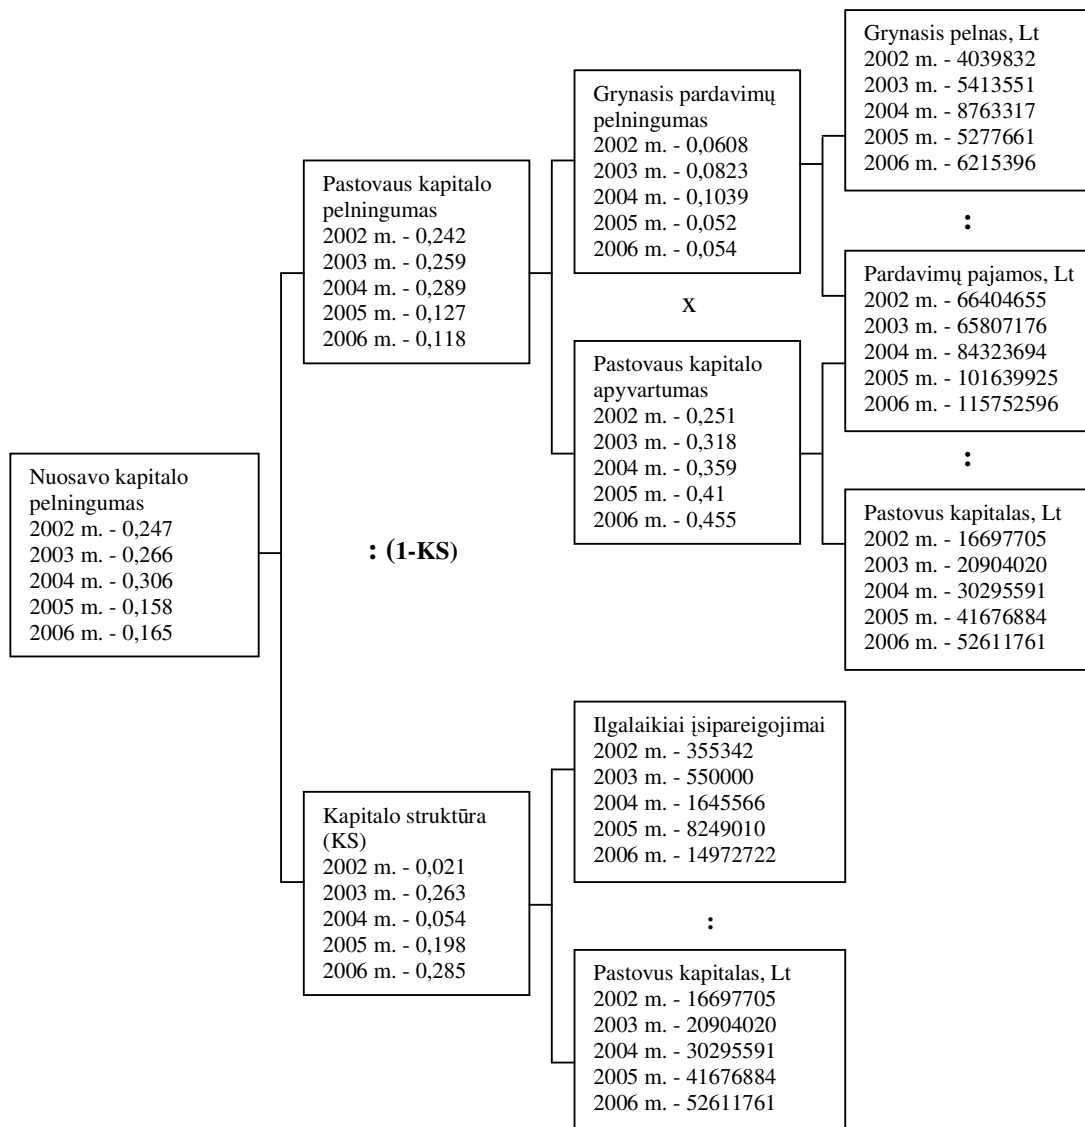 Nuosavo kapitalo
pelningumas
2002 m. - 0,247
2003 m. - 0,266
2004 m. - 0,306
2005 m. - 0,158
2006 m. - 0,165
Pastovaus kapitalo
pelningumas
2002 m. - 0,242
2003 m. - 0,259
2004 m. - 0,289
2005 m. - 0,127
2006 m. - 0,118
: (1-KS)
Kapitalo struktūra
(KS)
2002 m. - 0,021
2003 m. - 0,263
2004 m. - 0,054
2005 m. - 0,198
2006 m. - 0,285
Grynasis pardavimų
pelningumas
2002 m. - 0,0608
2003 m. - 0,0823
2004 m. - 0,1039
2005 m. - 0,052
2006 m. - 0,054
x
Pastovaus kapitalo
apyvartumas
2002 m. - 0,251
2003 m. - 0,318
2004 m. - 0,359
2005 m. - 0,41
2006 m. - 0,455
Ilgalaikiai įsipareigojimai
2002 m. - 355342
2003 m. - 550000
2004 m. - 1645566
2005 m. - 8249010
2006 m. - 14972722
:
Pastovus kapitalas, Lt
2002 m. - 16697705
2003 m. - 20904020
2004 m. - 30295591
2005 m. - 41676884
2006 m. - 52611761
Grynasis pelnas, Lt
2002 m. - 4039832
2003 m. - 5413551
2004 m. - 8763317
2005 m. - 5277661
2006 m. - 6215396
:
Pardavimų pajamos, Lt
2002 m. - 66404655
2003 m. - 65807176
2004 m. - 84323694
2005 m. - 101639925
2006 m. - 115752596
:
Pastovus kapitalas, Lt
2002 m. - 16697705
2003 m. - 20904020
2004 m. - 30295591
2005 m. - 41676884
2006 m. - 52611761